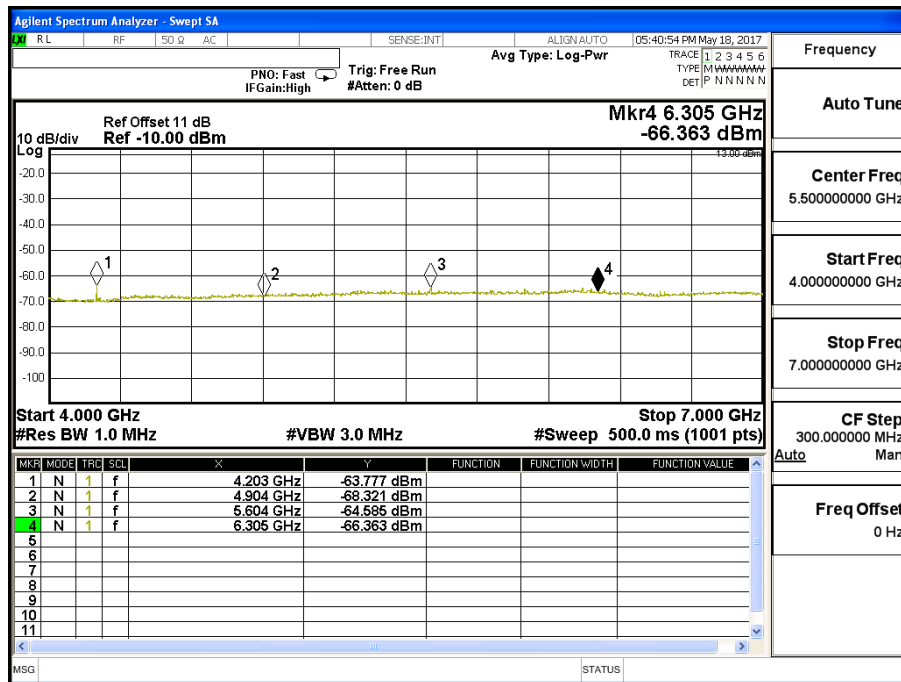 Agilent Spectrum Analyzer - Swept SA
LXI RL RF 50 Ω AC SENSE:INT ALIGNAUTO 05:40:54 PM May 18, 2017
Avg Type: Log-Pwr TRACE 1 2 3 4 5 6
PNO: Fast Trig: Free Run TYPE M WWWWW
IFGain:High #Atten: 0 dB DET P N N N N N
Mkr4 6.305 GHz
Ref Offset 11 dB
10 dB/div Ref -10.00 dBm -66.363 dBm
Log
-20.0
-30.0
-40.0
-50.0
-60.0
-70.0
-80.0
-90.0
-100
1
2
3
4
Start 4.000 GHz Stop 7.000 GHz
#Res BW 1.0 MHz #VBW 3.0 MHz #Sweep 500.0 ms (1001 pts)
MKR MODE TRC SCL X Y FUNCTION FUNCTION WIDTH FUNCTION VALUE
1 N 1 f 4.203 GHz -63.777 dBm
2 N 1 f 4.904 GHz -68.321 dBm
3 N 1 f 5.604 GHz -64.585 dBm
4 N 1 f 6.305 GHz -66.363 dBm
5
6
7
8
9
10
11
MSG STATUS
Frequency
Auto Tune
Center Freq
5.500000000 GHz
Start Freq
4.000000000 GHz
Stop Freq
7.000000000 GHz
CF Step
300.000000 MHz
Auto Man
Freq Offset
0 Hz